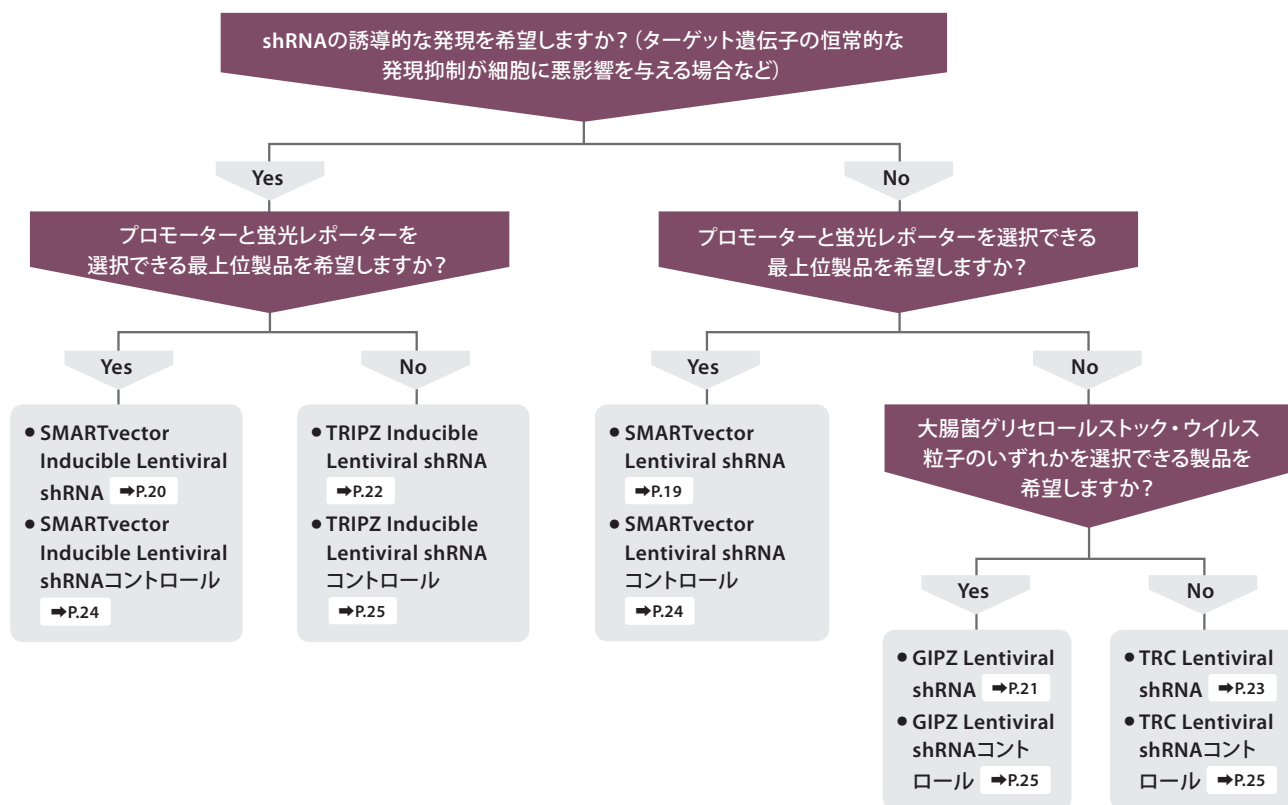 shRNAの誘導的な発現を希望しますか？（ターゲット遺伝子の恒常的な
発現抑制が細胞に悪影響を与える場合など）
Yes
No
プロモーターと蛍光レポーターを
選択できる最上位製品を希望しますか？
プロモーターと蛍光レポーターを選択できる
最上位製品を希望しますか？
Yes
No
Yes
No
● SMARTvector
Inducible Lentiviral
shRNA ➡P.20
● SMARTvector
Inducible Lentiviral
shRNAコントロール
➡P.24
● TRIPZ Inducible
Lentiviral shRNA
➡P.22
● TRIPZ Inducible
Lentiviral shRNA
コントロール
➡P.25
● SMARTvector
Lentiviral shRNA
➡P.19
● SMARTvector
Lentiviral shRNA
コントロール
➡P.24
大腸菌グリセロールストック・ウイルス
粒子のいずれかを選択できる製品を
希望しますか？
Yes
No
● GIPZ Lentiviral
shRNA ➡P.21
● GIPZ Lentiviral
shRNAコント
ロール ➡P.25
● TRC Lentiviral
shRNA ➡P.23
● TRC Lentiviral
shRNAコント
ロール ➡P.25